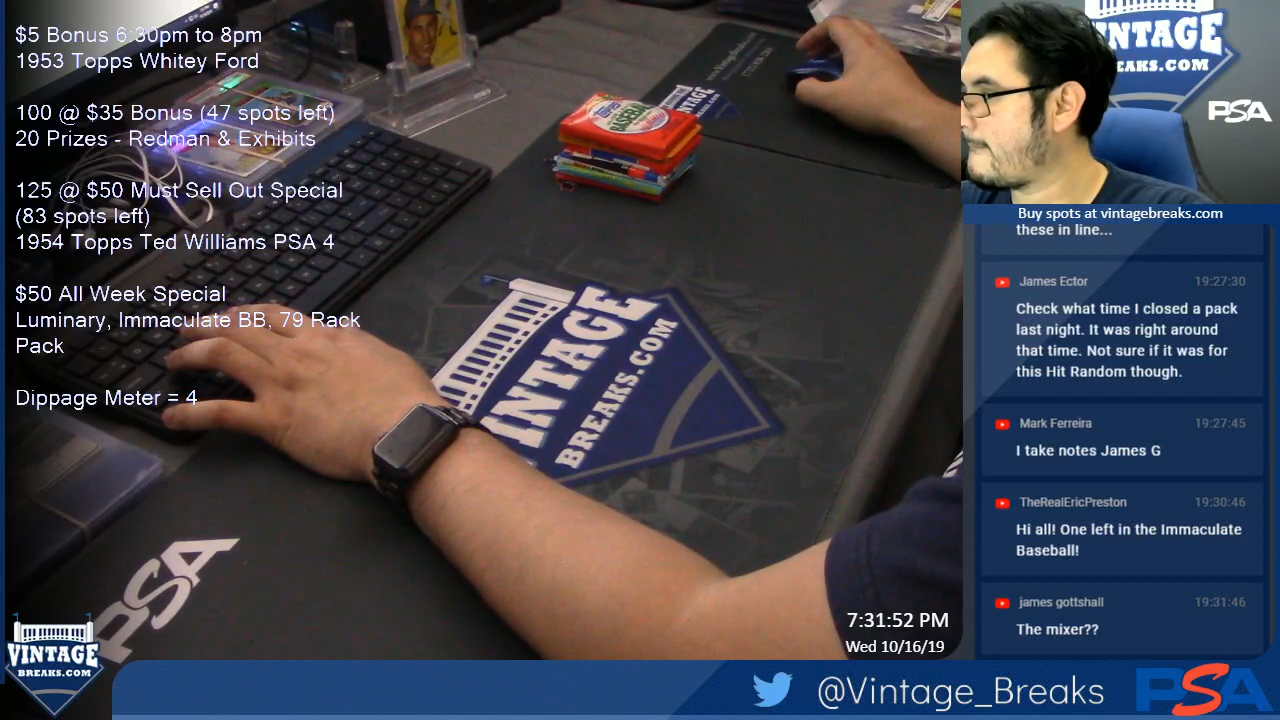 $5 Bonus 6:30pm to 8pm
1953 Topps Whitey Ford
100 @ $35 Bonus (47 spots left)
20 Prizes - Redman & Exhibits
125 @ $50 Must Sell Out Special
(83 spots left)
1954 Topps Ted Williams PSA 4
$50 All Week Special
Luminary, Immaculate BB, 79 Rack
Pack
Dippage Meter = 4
VINTAGE
BREAKS.COM
PSA
VINTAGE
BREAKS.COM
PSA
7:31:52 PM
Wed 10/16/19
VINTAGE
AKS.COM
PSA
Buy spots at vintagebreaks.com
these in line...
James Ector 19:27:30
Check what time I closed a pack
last night. It was right around
that time. Not sure if it was for
this Hit Random though.
Mark Ferreira 19:27:45
I take notes James G
TheRealEricPreston 19:30:46
Hi all! One left in the Immaculate
Baseball!
james gottshall 19:31:46
The mixer??
@Vintage_Breaks
PSA